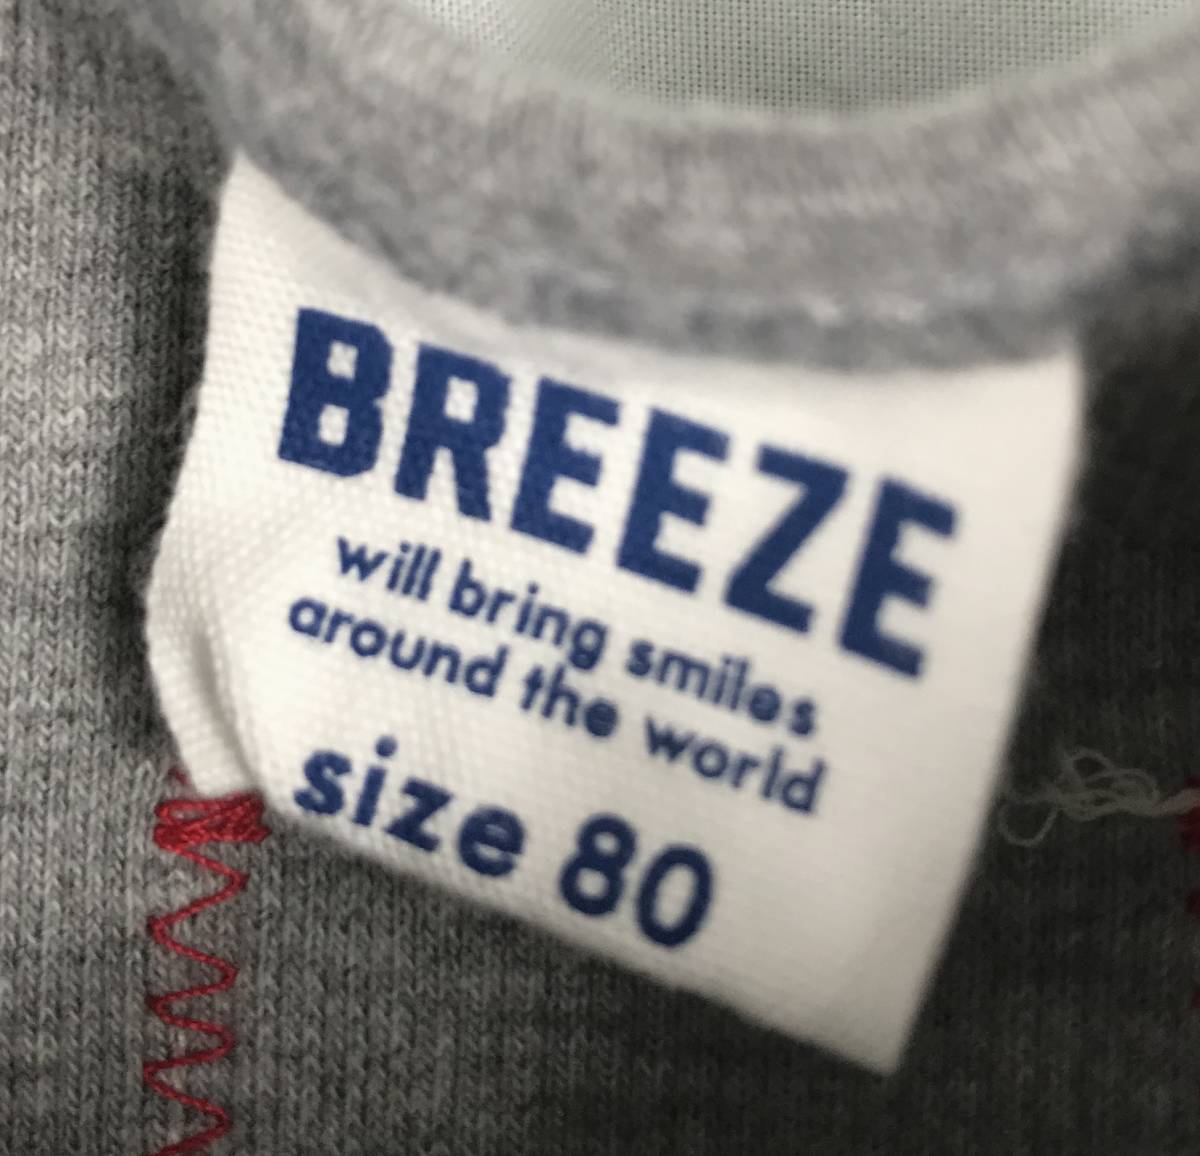 BREEZE
will bring smiles
around the world
size 80